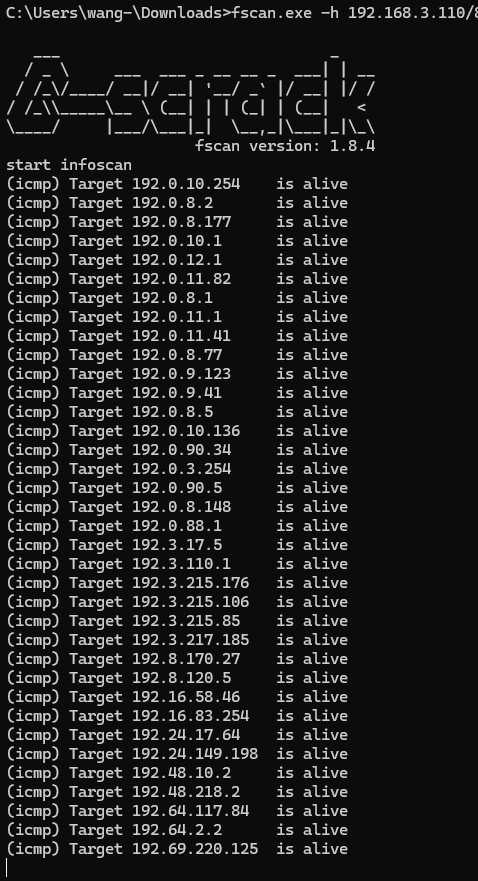 C:\Users\wang-\Downloads>fscan.exe -h 192.168.3.110/8
fscan version: 1.8.4
start infoscan
(icmp) Target 192.0.10.254    is alive
(icmp) Target 192.0.8.2       is alive
(icmp) Target 192.0.8.177     is alive
(icmp) Target 192.0.10.1      is alive
(icmp) Target 192.0.12.1      is alive
(icmp) Target 192.0.11.82     is alive
(icmp) Target 192.0.8.1       is alive
(icmp) Target 192.0.11.1      is alive
(icmp) Target 192.0.11.41     is alive
(icmp) Target 192.0.8.77      is alive
(icmp) Target 192.0.9.123     is alive
(icmp) Target 192.0.9.41      is alive
(icmp) Target 192.0.8.5       is alive
(icmp) Target 192.0.10.136    is alive
(icmp) Target 192.0.90.34     is alive
(icmp) Target 192.0.3.254     is alive
(icmp) Target 192.0.90.5      is alive
(icmp) Target 192.0.8.148     is alive
(icmp) Target 192.0.88.1      is alive
(icmp) Target 192.3.17.5      is alive
(icmp) Target 192.3.110.1     is alive
(icmp) Target 192.3.215.176   is alive
(icmp) Target 192.3.215.106   is alive
(icmp) Target 192.3.215.85    is alive
(icmp) Target 192.3.217.185   is alive
(icmp) Target 192.8.170.27    is alive
(icmp) Target 192.8.120.5     is alive
(icmp) Target 192.16.58.46    is alive
(icmp) Target 192.16.83.254   is alive
(icmp) Target 192.24.17.64    is alive
(icmp) Target 192.24.149.198  is alive
(icmp) Target 192.48.10.2     is alive
(icmp) Target 192.48.218.2    is alive
(icmp) Target 192.64.117.84   is alive
(icmp) Target 192.64.2.2      is alive
(icmp) Target 192.69.220.125  is alive